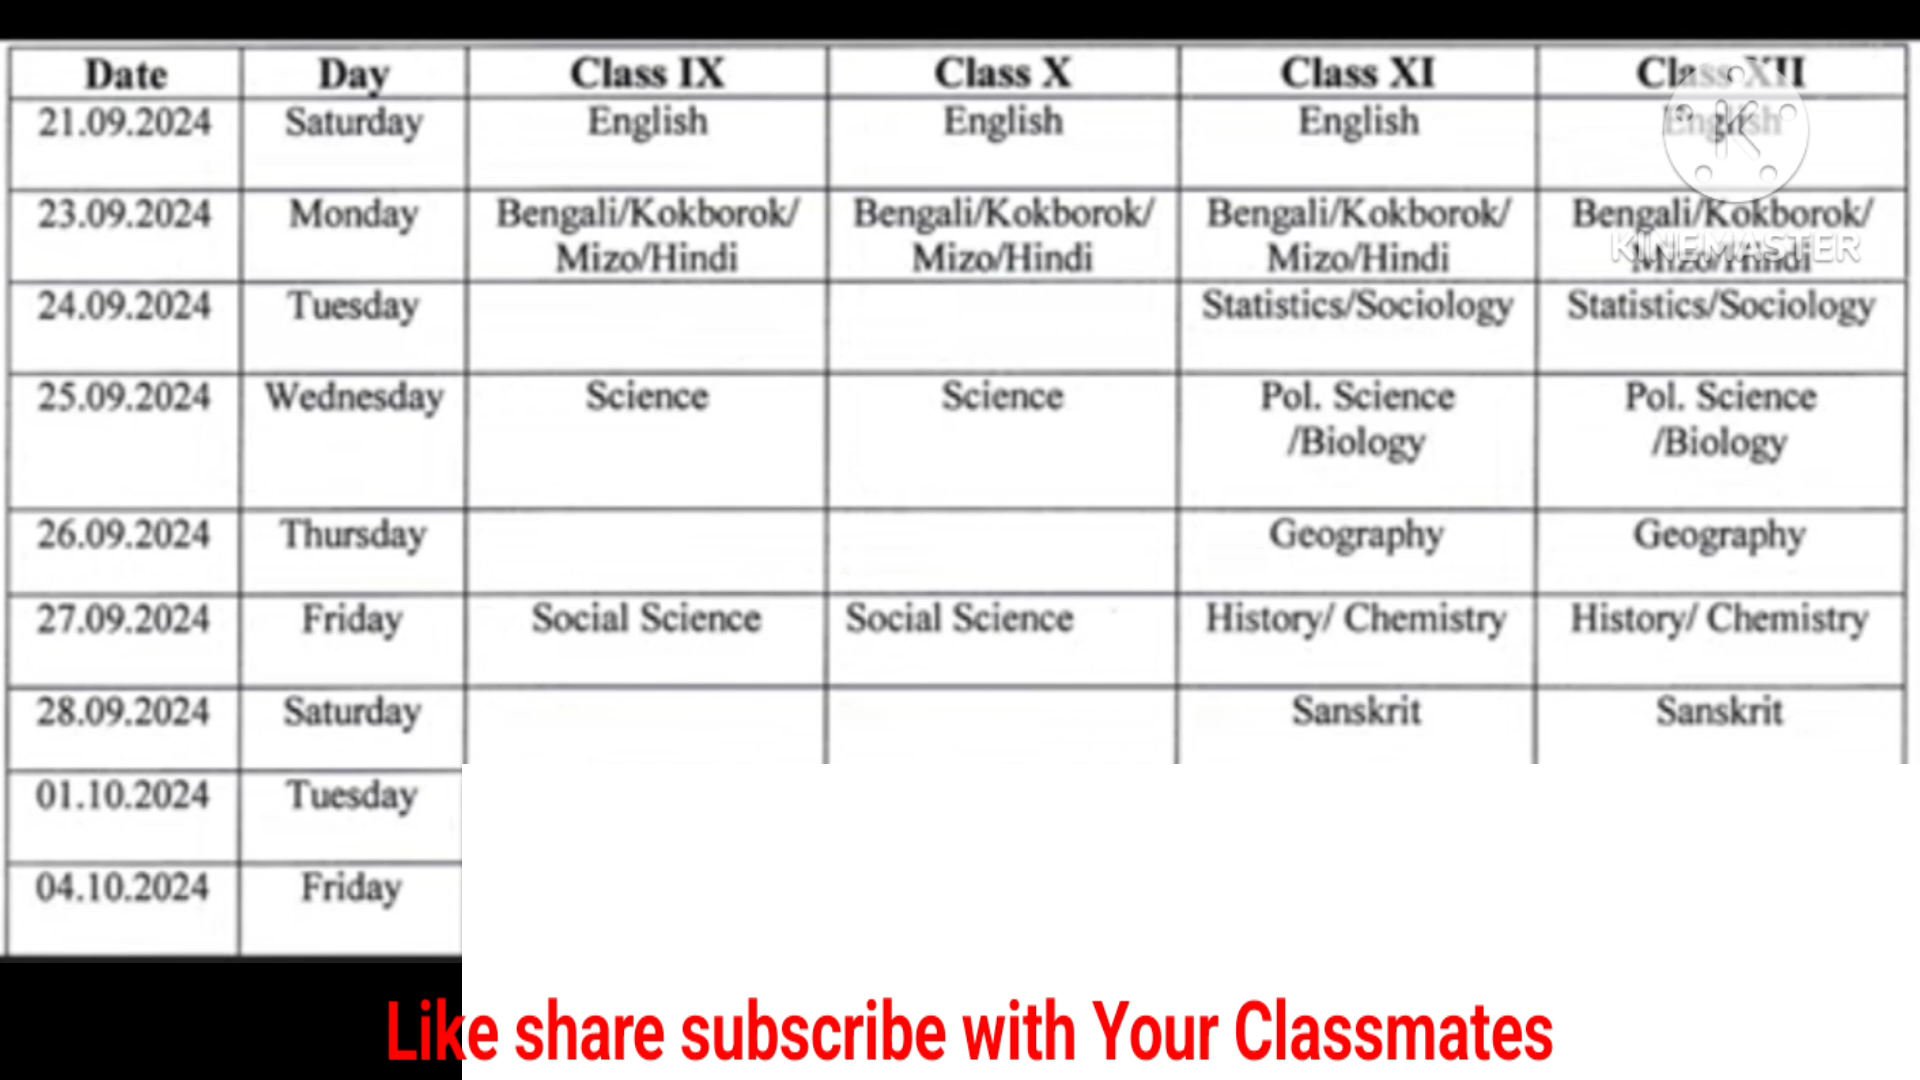 Date Day Class IX Class X Class XI Class XII
21.09.2024 Saturday English English English English
23.09.2024 Monday Bengali/Kokborok/ Bengali/Kokborok/ Bengali/Kokborok/ Bengali/Kokborok/
Mizo/Hindi Mizo/Hindi Mizo/Hindi Mizo/Hindi
KINEMASTER
24.09.2024 Tuesday Statistics/Sociology Statistics/Sociology
25.09.2024 Wednesday Science Science Pol. Science Pol. Science
/Biology /Biology
26.09.2024 Thursday Geography Geography
27.09.2024 Friday Social Science Social Science History/ Chemistry History/ Chemistry
28.09.2024 Saturday Sanskrit Sanskrit
01.10.2024 Tuesday
04.10.2024 Friday
Like share subscribe with Your Classmates